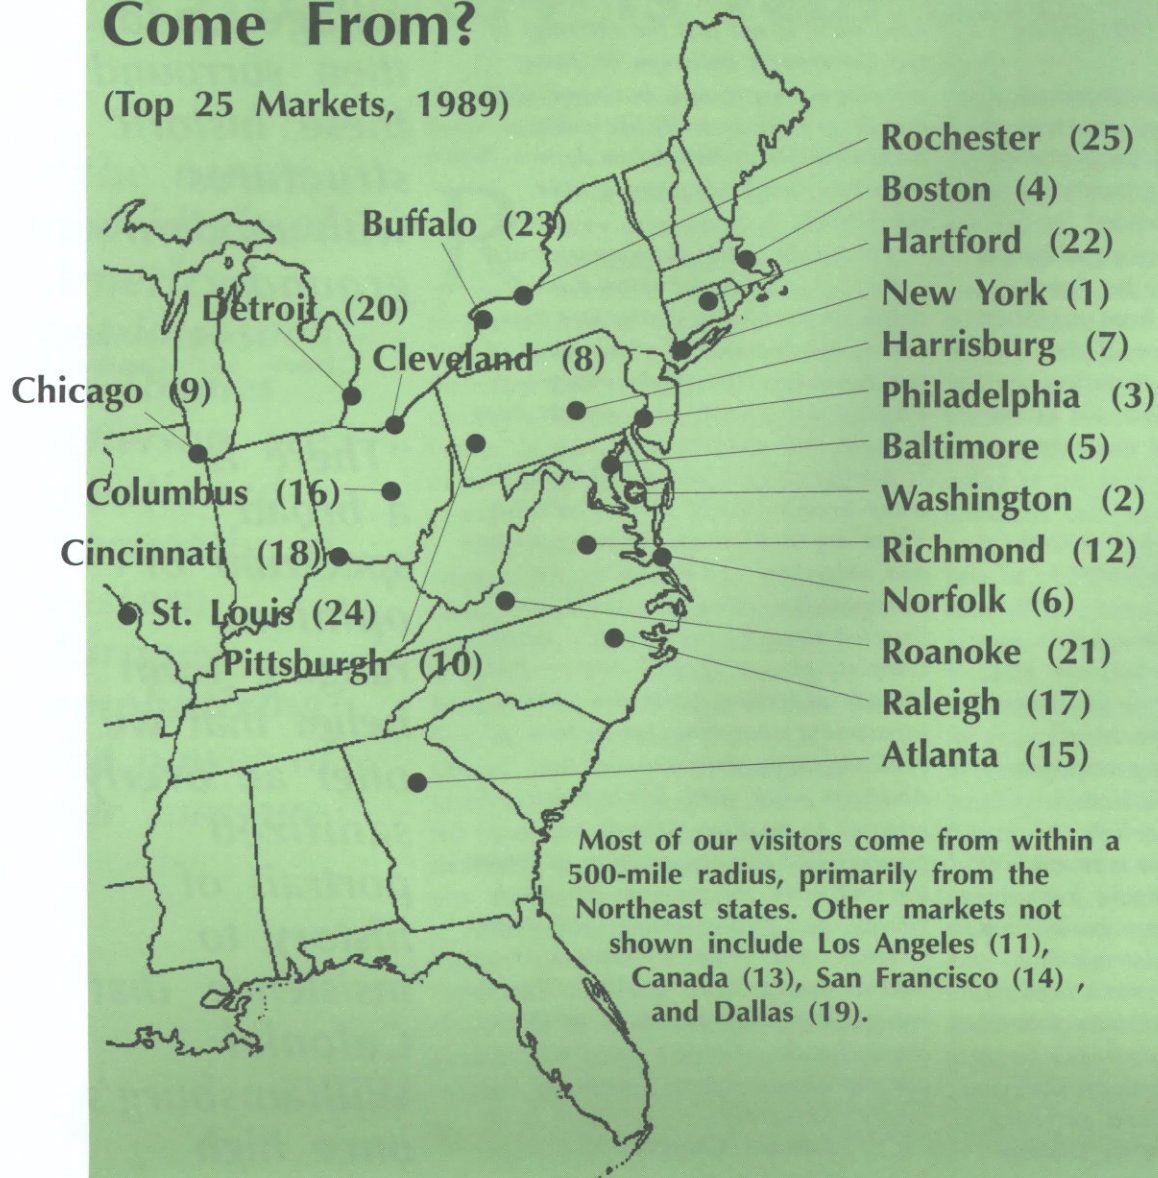 Come From?
(Top 25 Markets, 1989)
Rochester (25)
Boston (4)
Buffalo (23)
Hartford (22)
New York (1)
Detroit (20)
Harrisburg (7)
Cleveland (8)
Chicago (9)
Philadelphia (3)
Baltimore (5)
Columbus (16)
Washington (2)
Cincinnati (18)
Richmond (12)
Norfolk (6)
St. Louis (24)
Roanoke (21)
Pittsburgh (10)
Raleigh (17)
Atlanta (15)
Most of our visitors come from within a
500-mile radius, primarily from the
Northeast states. Other markets not
shown include Los Angeles (11),
Canada (13), San Francisco (14) ,
and Dallas (19).